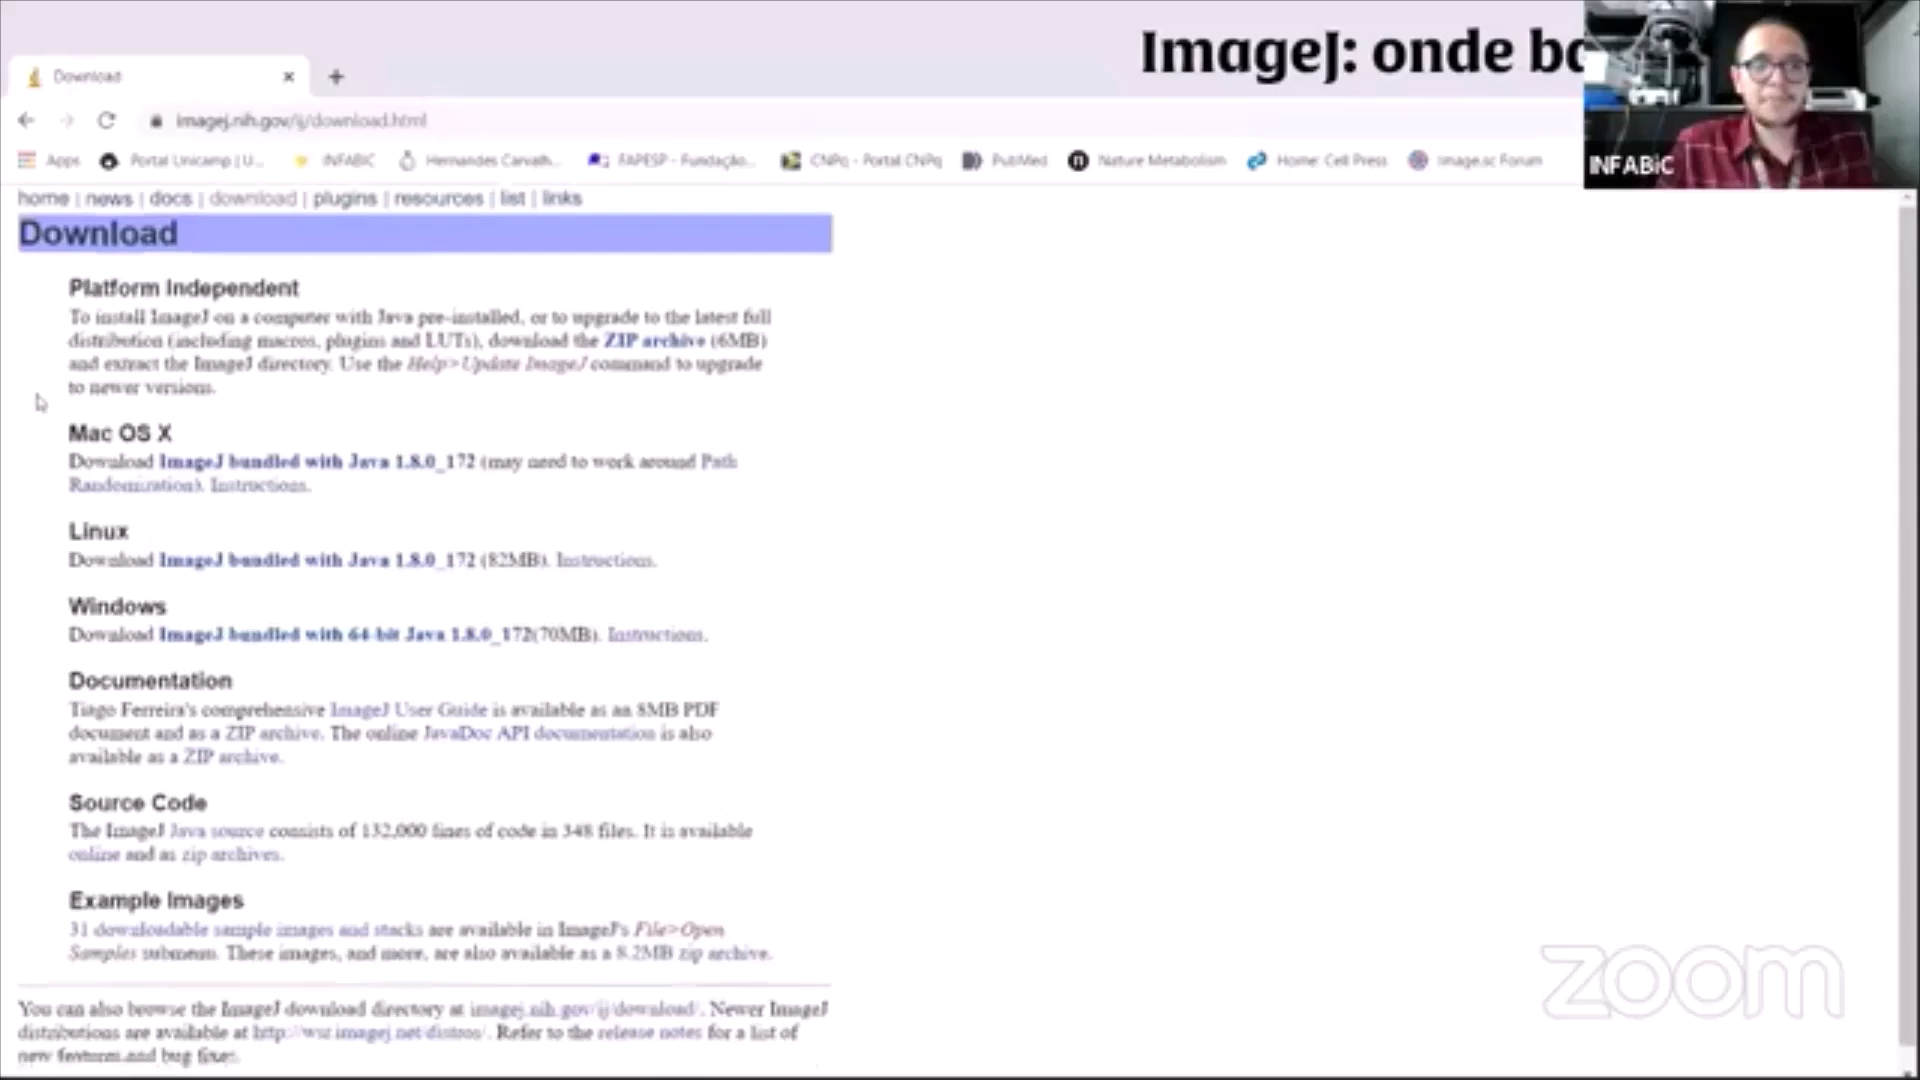 ImageJ: onde ba
Download
imagej.nih.gov/ij/download.html
Apps Portal Unicamp | U... INFABIC Hernandes Carvalh... FAPESP - Fundação... CNPq - Portal CNPq PubMed Nature Metabolism Home: Cell Press Image.sc Forum
INFABiC
home | news | docs | download | plugins | resources | list | links
Download
Platform Independent
To install ImageJ on a computer with Java pre-installed, or to upgrade to the latest full
distribution (including macros, plugins and LUTs), download the ZIP archive (6MB)
and extract the ImageJ directory. Use the Help>Update ImageJ command to upgrade
to newer versions.
Mac OS X
Download ImageJ bundled with Java 1.8.0_172 (may need to work around Path
Randomization). Instructions.
Linux
Download ImageJ bundled with Java 1.8.0_172 (82MB). Instructions.
Windows
Download ImageJ bundled with 64-bit Java 1.8.0_172(70MB). Instructions.
Documentation
Tiago Ferreira's comprehensive ImageJ User Guide is available as an 8MB PDF
document and as a ZIP archive. The online JavaDoc API documentation is also
available as a ZIP archive.
Source Code
The ImageJ Java source consists of 132,000 lines of code in 348 files. It is available
online and as zip archives.
Example Images
31 downloadable sample images and stacks are available in ImageJ's File>Open
Samples submenu. These images, and more, are also available as a 8.2MB zip archive.
You can also browse the ImageJ download directory at imagej.nih.gov/ij/download/. Newer ImageJ
distributions are available at http://wsr.imagej.net/distros/. Refer to the release notes for a list of
new features and bug fixes.
zoom